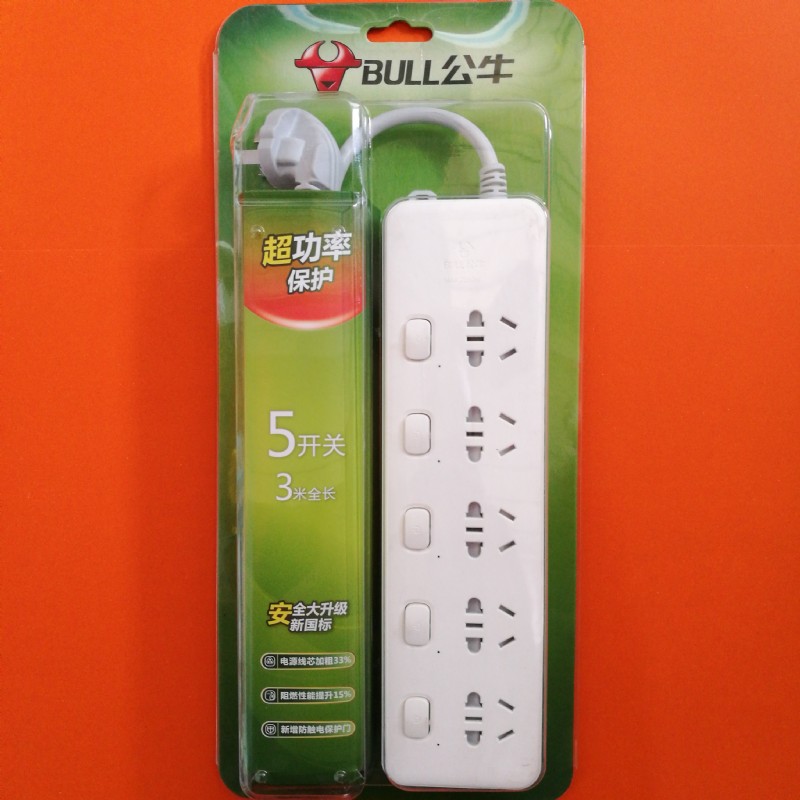 BULL公牛
超功率
保护
5开关
3米全长
安全大升级
新国标
电源线芯加粗33%
阻燃性能提升15%
新增防触电保护门